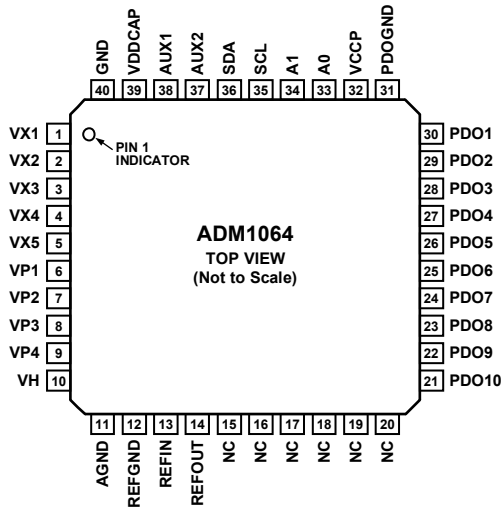 GND
VDDCAP
AUX1
AUX2
SDA
SCL
A1
A0
VCCP
PDOGND
40
39
38
37
36
35
34
33
32
31
VX1 1
VX2 2
VX3 3
VX4 4
VX5 5
VP1 6
VP2 7
VP3 8
VP4 9
VH 10
PIN 1
INDICATOR
ADM1064
TOP VIEW
(Not to Scale)
30 PDO1
29 PDO2
28 PDO3
27 PDO4
26 PDO5
25 PDO6
24 PDO7
23 PDO8
22 PDO9
21 PDO10
11
12
13
14
15
16
17
18
19
20
AGND
REFGND
REFIN
REFOUT
NC
NC
NC
NC
NC
NC